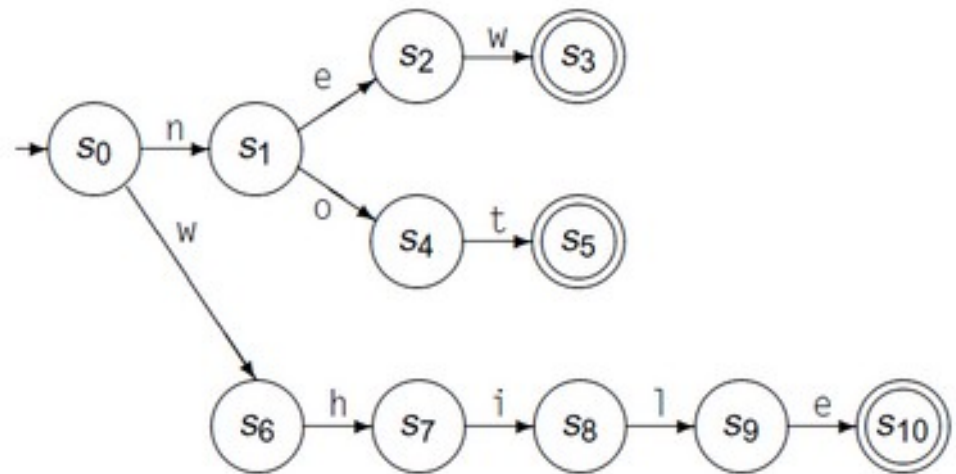 s2 w s3
e
s0 n s1
o
s4 t s5
w
s6 h s7 i s8 l s9 e s10